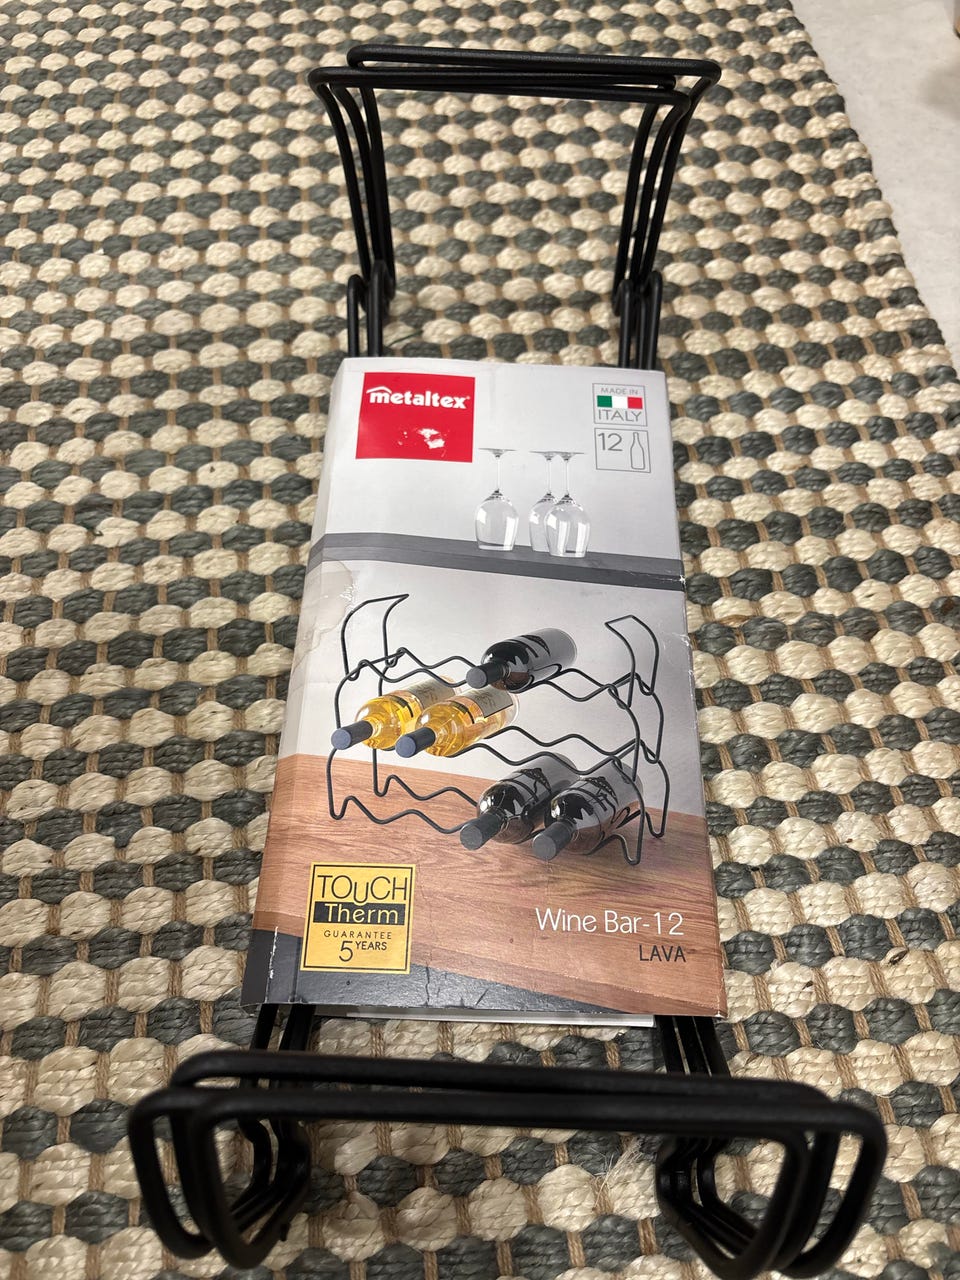 metaltex®
MADE IN
ITALY
12
TOUCH
Therm
GUARANTEE
5 YEARS
Wine Bar-12
LAVA